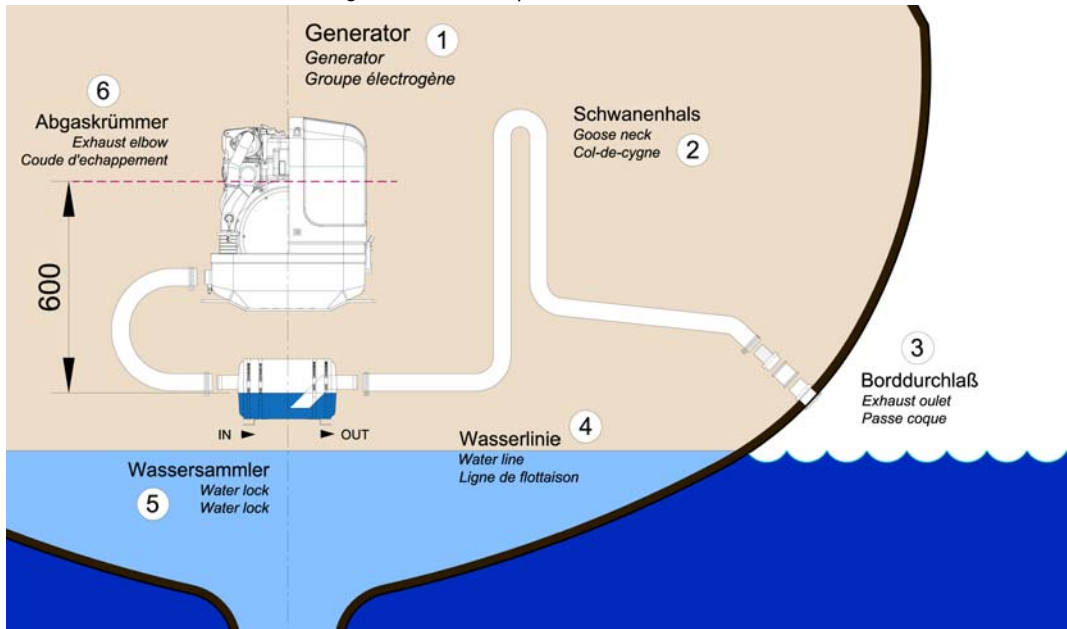 Generator
Generator
Groupe électrogène
1
6
Abgaskrümmer
Exhaust elbow
Coude d'echappement
Schwanenhals
Goose neck
Col-de-cygne
2
600
3
Borddurchlaß
Exhaust oulet
Passe coque
IN
OUT
Wasserlinie
4
Water line
Ligne de flottaison
Wassersammler
Water lock
5
Water lock